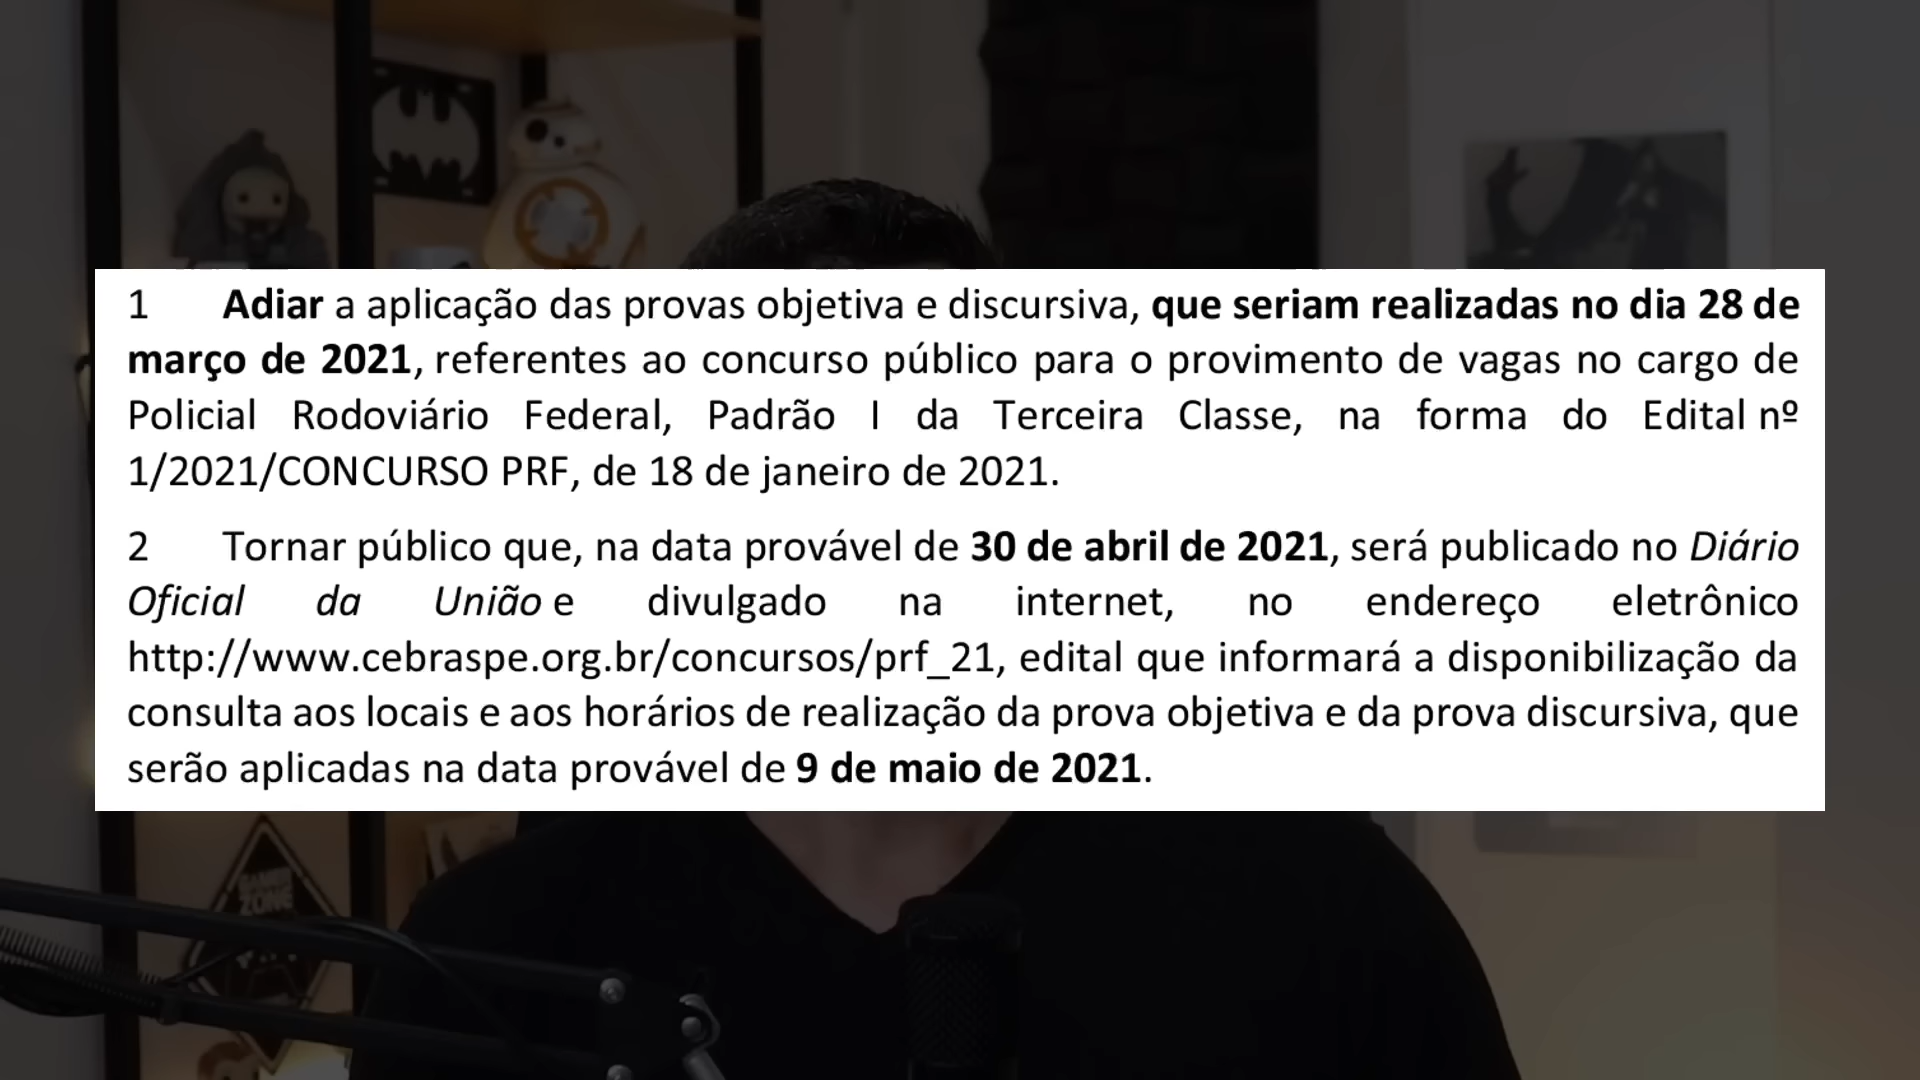 1 Adiar a aplicação das provas objetiva e discursiva, que seriam realizadas no dia 28 de
março de 2021, referentes ao concurso público para o provimento de vagas no cargo de
Policial Rodoviário Federal, Padrão I da Terceira Classe, na forma do Edital nº
1/2021/CONCURSO PRF, de 18 de janeiro de 2021.
2 Tornar público que, na data provável de 30 de abril de 2021, será publicado no Diário
Oficial da União e divulgado na internet, no endereço eletrônico
http://www.cebraspe.org.br/concursos/prf_21, edital que informará a disponibilização da
consulta aos locais e aos horários de realização da prova objetiva e da prova discursiva, que
serão aplicadas na data provável de 9 de maio de 2021.
ZONE